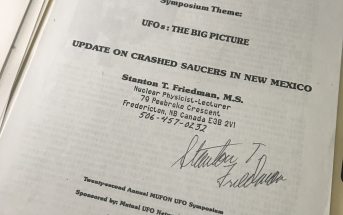 Symposium Theme:
UFOs: THE BIG PICTURE
UPDATE ON CRASHED SAUCERS IN NEW MEXICO
Stanton T. Friedman, M.S.
Nuclear Physicist-Lecturer
79 Pembroke Crescent
Fredericton, NB Canada E3B 2V1
506-457-0232
Stanton T
Friedman
Twenty-second Annual MUFON UFO Symposium
Sponsored by: Mutual UFO